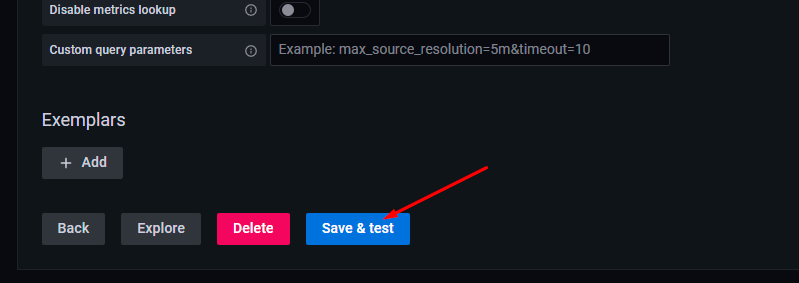 Disable metrics lookup
Custom query parameters
Example: max_source_resolution=5m&timeout=10
Exemplars
+ Add
Back
Explore
Delete
Save & test